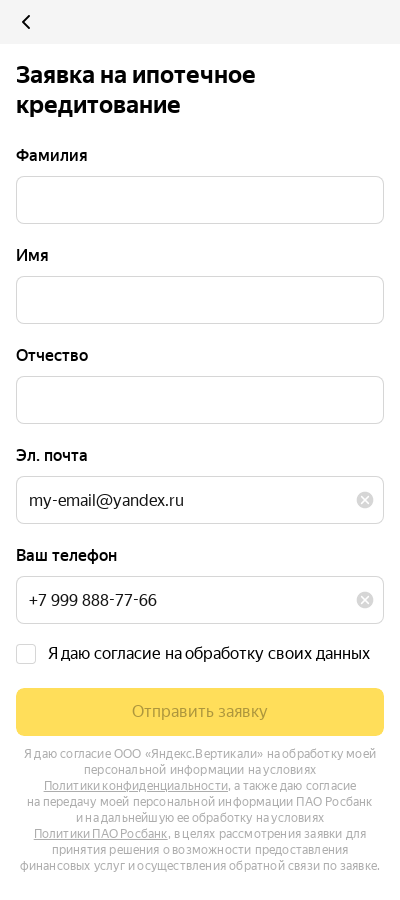 Заявка на ипотечное
кредитование
Фамилия
Имя
Отчество
Эл. почта
my-email@yandex.ru
Ваш телефон
+7 999 888-77-66
Я даю согласие на обработку своих данных
Отправить заявку
Я даю согласие ООО «Яндекс.Вертикали» на обработку моей
персональной информации на условиях
Политики конфиденциальности, а также даю согласие
на передачу моей персональной информации ПАО Росбанк
и на дальнейшую ее обработку на условиях
Политики ПАО Росбанк, в целях рассмотрения заявки для
принятия решения о возможности предоставления
финансовых услуг и осуществления обратной связи по заявке.